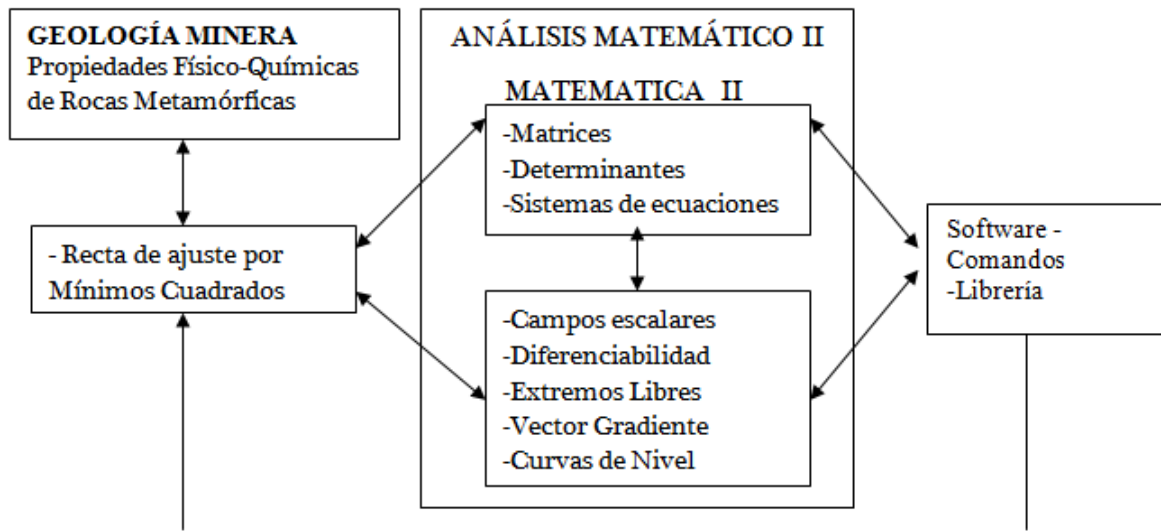 GEOLOGÍA MINERA
Propiedades Físico-Químicas
de Rocas Metamórficas
- Recta de ajuste por
Mínimos Cuadrados
ANÁLISIS MATEMÁTICO II
MATEMATICA II
-Matrices
-Determinantes
-Sistemas de ecuaciones
-Campos escalares
-Diferenciabilidad
-Extremos Libres
-Vector Gradiente
-Curvas de Nivel
Software -
Comandos
-Librería